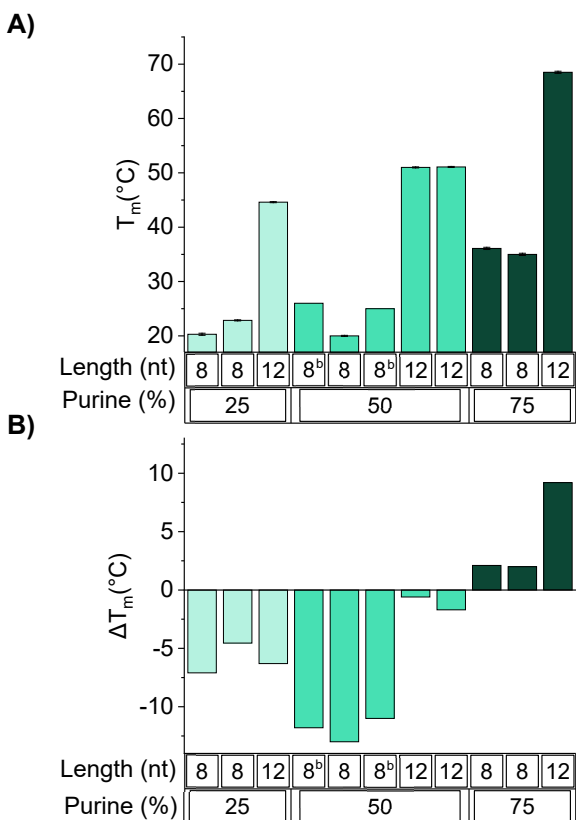 A)
70
60
50
40
30
20
Tm(°C)
Length (nt) 8 8 12 8b 8 8b 12 12 8 8 12
Purine (%) 25 50 75
B)
10
5
0
-5
-10
ΔTm(°C)
Length (nt) 8 8 12 8b 8 8b 12 12 8 8 12
Purine (%) 25 50 75